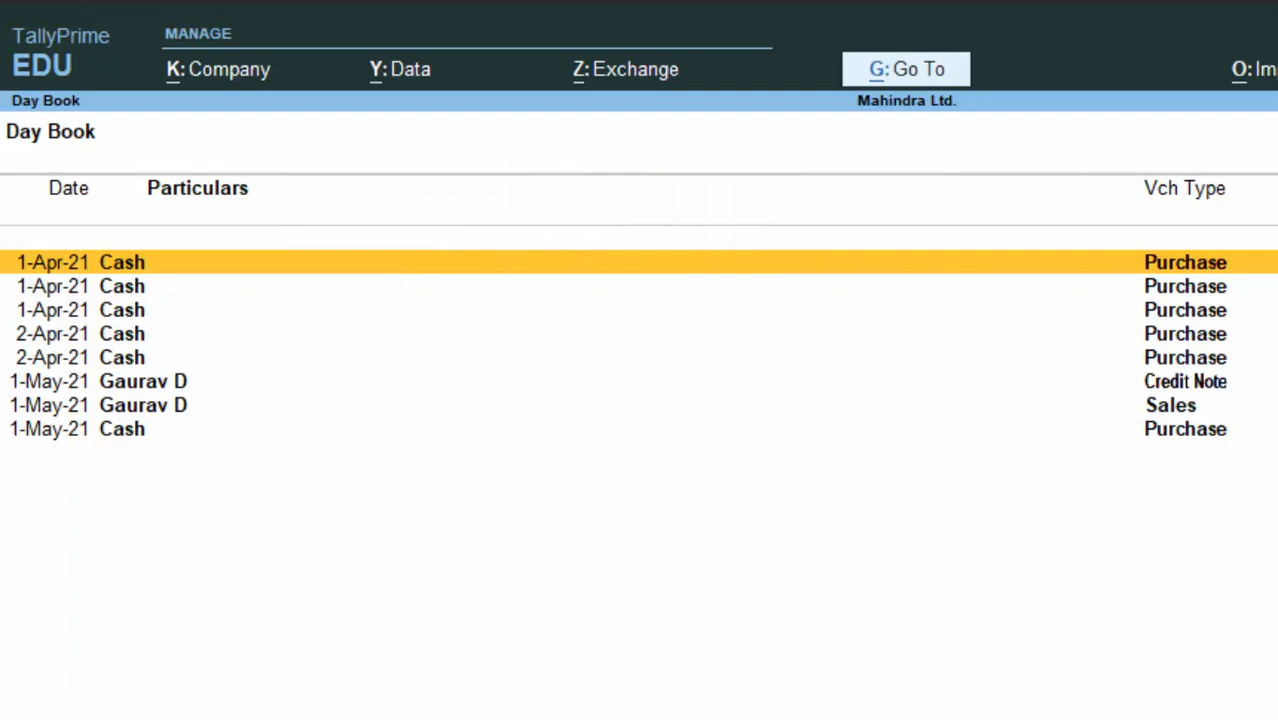 TallyPrime
EDU
MANAGE
K: Company Y: Data Z: Exchange G: Go To O: Im
Day Book Mahindra Ltd.
Day Book
Date Particulars Vch Type
1-Apr-21 Cash Purchase
1-Apr-21 Cash Purchase
1-Apr-21 Cash Purchase
2-Apr-21 Cash Purchase
2-Apr-21 Cash Purchase
1-May-21 Gaurav D Credit Note
1-May-21 Gaurav D Sales
1-May-21 Cash Purchase